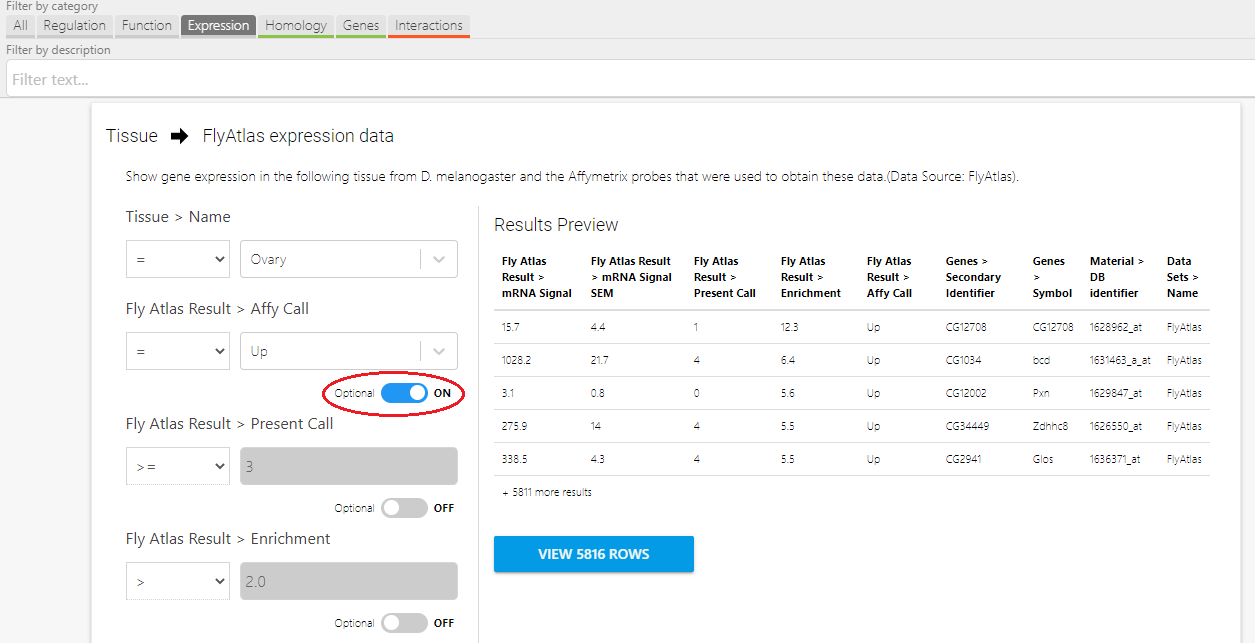 Filter by category
All Regulation Function Expression Homology Genes Interactions
Filter by description
Filter text...
Tissue FlyAtlas expression data
Show gene expression in the following tissue from D. melanogaster and the Affymetrix probes that were used to obtain these data.(Data Source: FlyAtlas).
Tissue > Name
= Ovary
Fly Atlas Result > Affy Call
= Up
Optional ON
Fly Atlas Result > Present Call
>= 3
Optional OFF
Fly Atlas Result > Enrichment
> 2.0
Optional OFF
Results Preview
Fly Atlas Fly Atlas Result Fly Atlas Fly Atlas Fly Atlas Genes > Genes Material > Data
Result > > mRNA Signal Result > Result > Result > Secondary > DB Sets >
mRNA Signal SEM Present Call Enrichment Affy Call Identifier Symbol identifier Name
15.7 4.4 1 12.3 Up CG12708 CG12708 1628962_at FlyAtlas
1028.2 21.7 4 6.4 Up CG1034 bcd 1631463_a_at FlyAtlas
3.1 0.8 0 5.6 Up CG12002 Pxn 1629847_at FlyAtlas
275.9 14 4 5.5 Up CG34449 Zdhhc8 1626550_at FlyAtlas
338.5 4.3 4 5.5 Up CG2941 Glos 1636371_at FlyAtlas
+ 5811 more results
VIEW 5816 ROWS